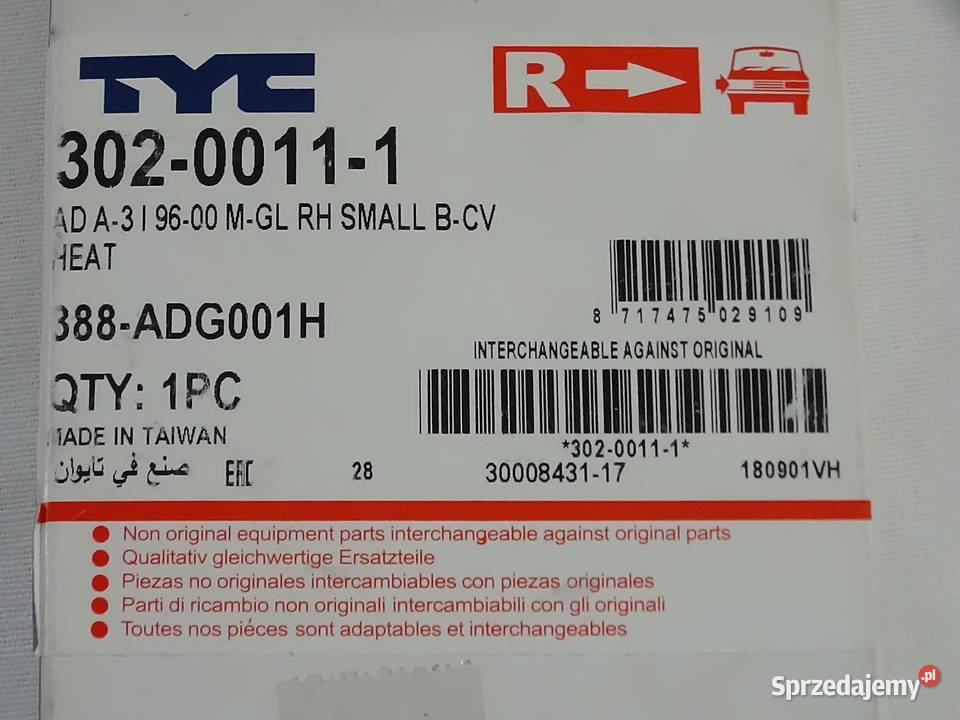 TYC
R
302-0011-1
AD A-3 I 96-00 M-GL RH SMALL B-CV
HEAT
8 717475 029109
388-ADG001H
INTERCHANGEABLE AGAINST ORIGINAL
QTY: 1PC
MADE IN TAIWAN
*302-0011-1*
صنع في تايوان
EAC
28
30008431-17
180901VH
Non original equipment parts interchangeable against original parts
Qualitativ gleichwertige Ersatzteile
Piezas no originales intercambiables con piezas originales
Parti di ricambio non originali intercambiabili con gli originali
Toutes nos piéces sont adaptables et interchangeables
Sprzedajemy.pl